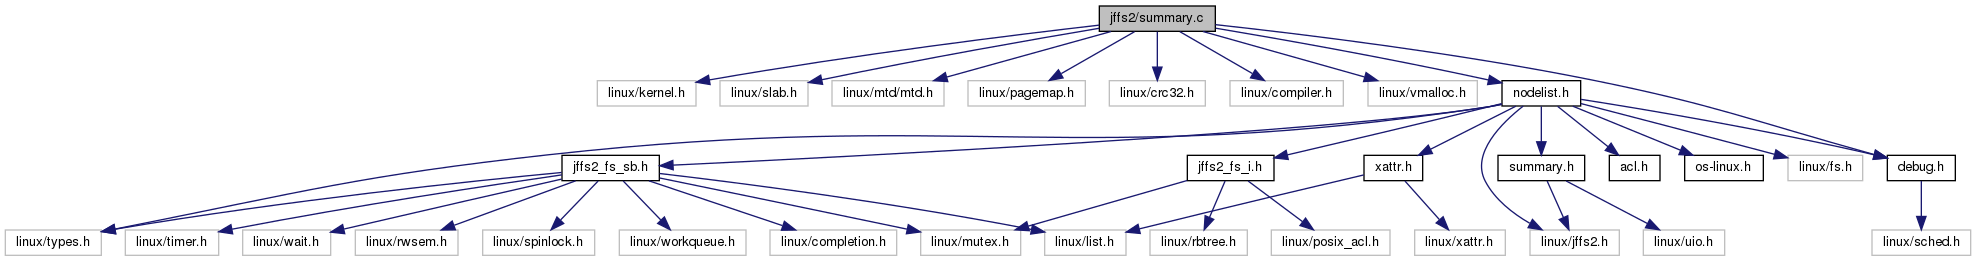 jffs2/summary.c
linux/kernel.h
linux/slab.h
linux/mtd/mtd.h
linux/pagemap.h
linux/crc32.h
linux/compiler.h
linux/vmalloc.h
nodelist.h
jffs2_fs_sb.h
jffs2_fs_i.h
xattr.h
summary.h
acl.h
os-linux.h
linux/fs.h
debug.h
linux/types.h
linux/timer.h
linux/wait.h
linux/rwsem.h
linux/spinlock.h
linux/workqueue.h
linux/completion.h
linux/mutex.h
linux/list.h
linux/rbtree.h
linux/posix_acl.h
linux/xattr.h
linux/jffs2.h
linux/uio.h
linux/sched.h